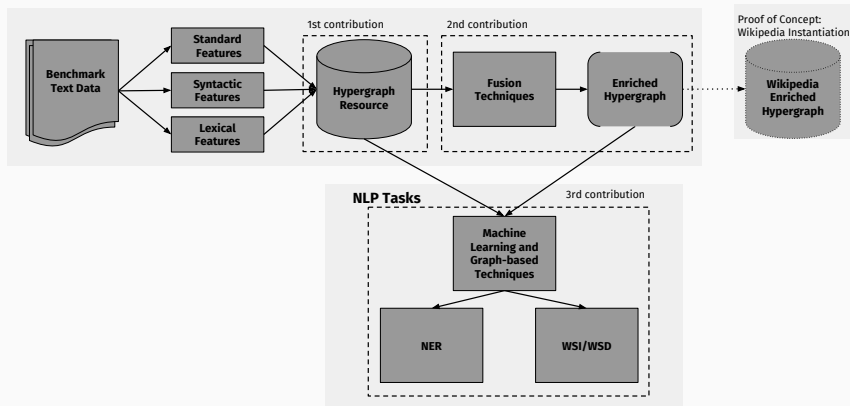 1st contribution
2nd contribution
Proof of Concept:
Wikipedia Instantiation
Benchmark
Text Data
Standard
Features
Syntactic
Features
Lexical
Features
Hypergraph
Resource
Fusion
Techniques
Enriched
Hypergraph
Wikipedia
Enriched
Hypergraph
NLP Tasks
3rd contribution
Machine
Learning and
Graph-based
Techniques
NER
WSI/WSD